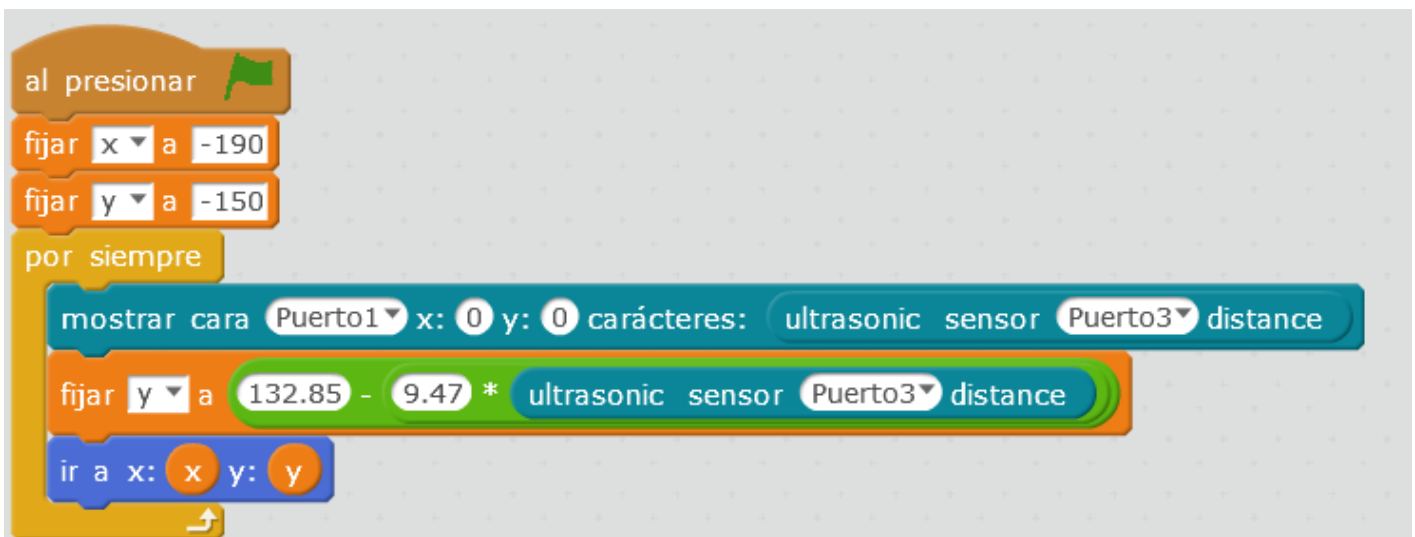 al presionar
fijar x a -190
fijar y a -150
por siempre
mostrar cara Puerto1 x: 0 y: 0 carácteres: ultrasonic sensor Puerto3 distance
fijar y a 132.85 - 9.47 * ultrasonic sensor Puerto3 distance
ir a x: x y: y